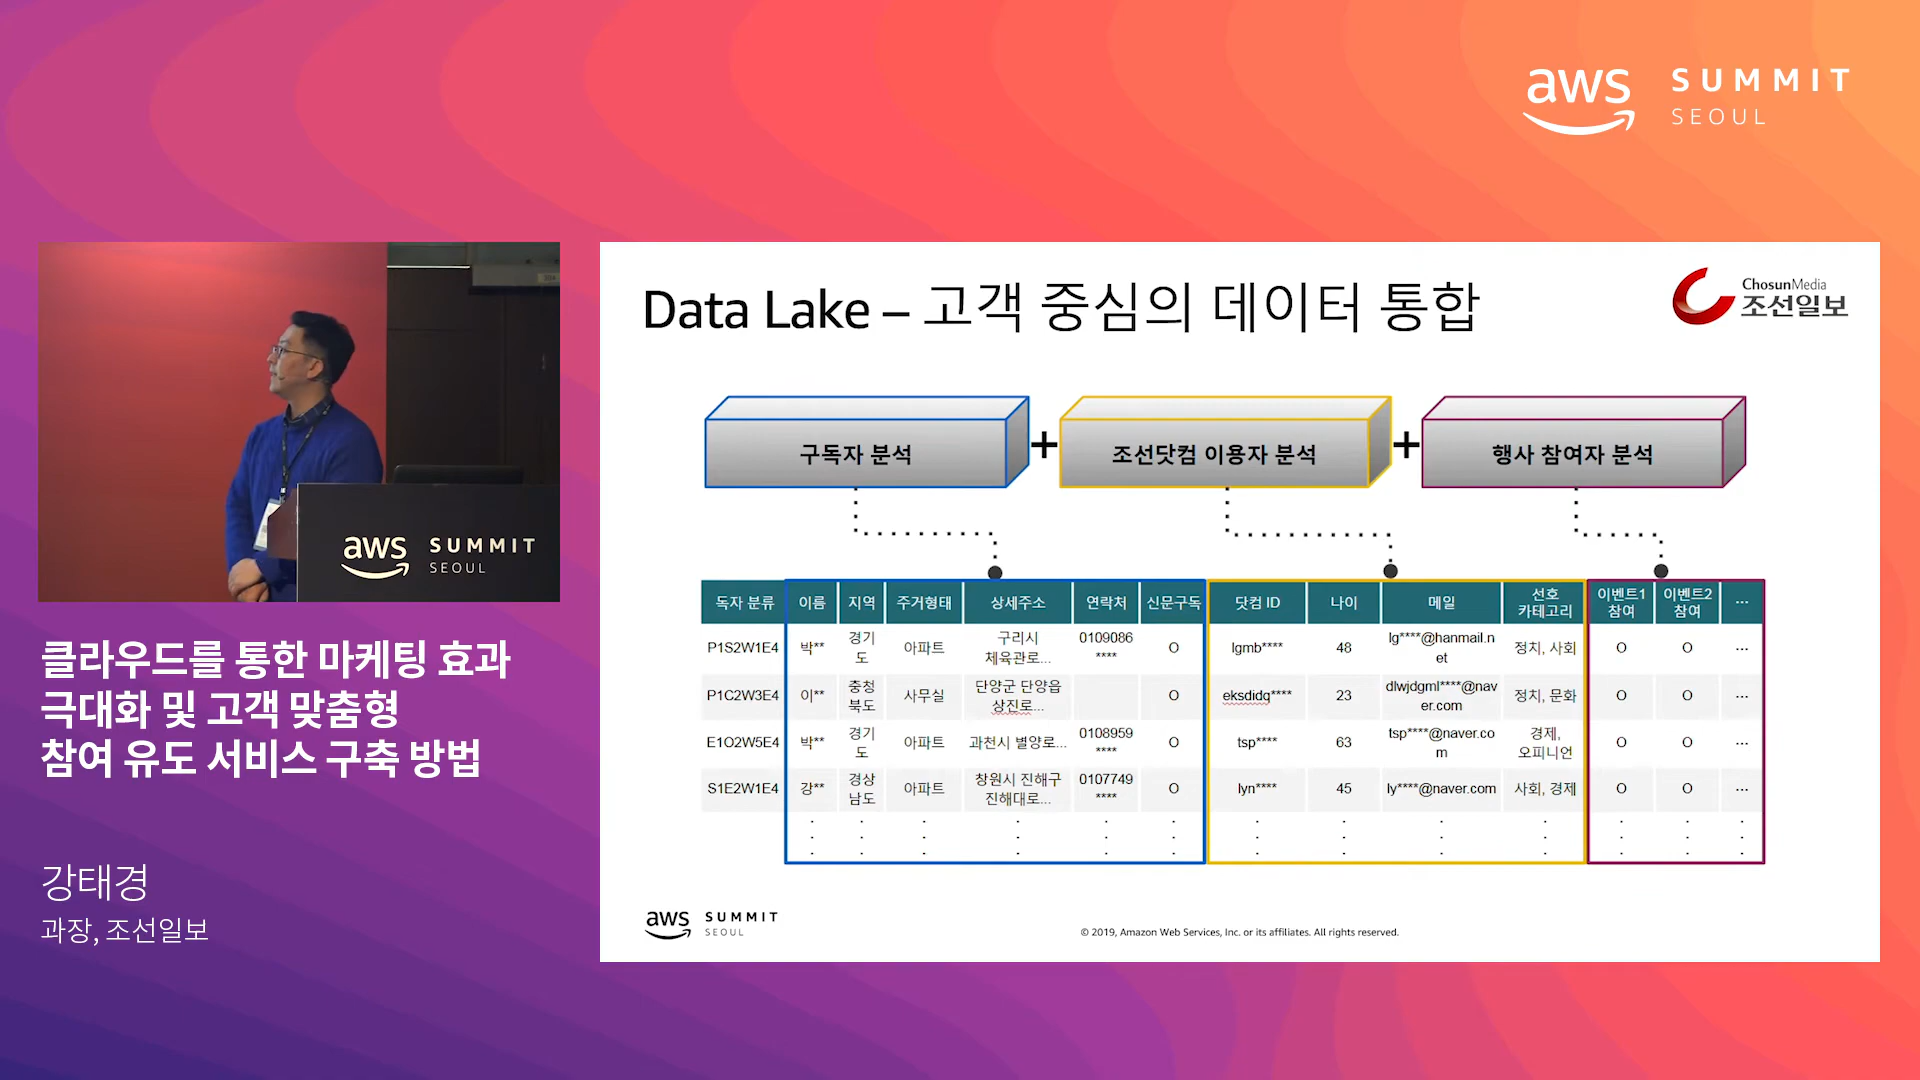 aws SUMMIT
SEOUL
aws SUMMIT
SEOUL
클라우드를 통한 마케팅 효과
극대화 및 고객 맞춤형
참여 유도 서비스 구축 방법
강태경
과장, 조선일보
Data Lake – 고객 중심의 데이터 통합
ChosunMedia
조선일보
구독자 분석 + 조선닷컴 이용자 분석 + 행사 참여자 분석
독자 분류 이름 지역 주거형태 상세주소 연락처 신문구독 닷컴 ID 나이 메일 선호 카테고리 이벤트1 참여 이벤트2 참여 ...
P1S2W1E4 박** 경기도 아파트 구리시 체육관로... 0109086**** O lgmb**** 48 lg****@hanmail.net 정치, 사회 O O ...
P1C2W3E4 이** 충청북도 사무실 단양군 단양읍 상진로... O eksdidq**** 23 dlwjdgml****@naver.com 정치, 문화 O O ...
E1O2W5E4 박** 경기도 아파트 과천시 별양로... 0108959**** O tsp**** 63 tsp****@naver.com 경제, 오피니언 O O ...
S1E2W1E4 강** 경상남도 아파트 창원시 진해구 진해대로... 0107749**** O lyn**** 45 ly****@naver.com 사회, 경제 O O ...
aws SUMMIT
SEOUL
© 2019, Amazon Web Services, Inc. or its affiliates. All rights reserved.